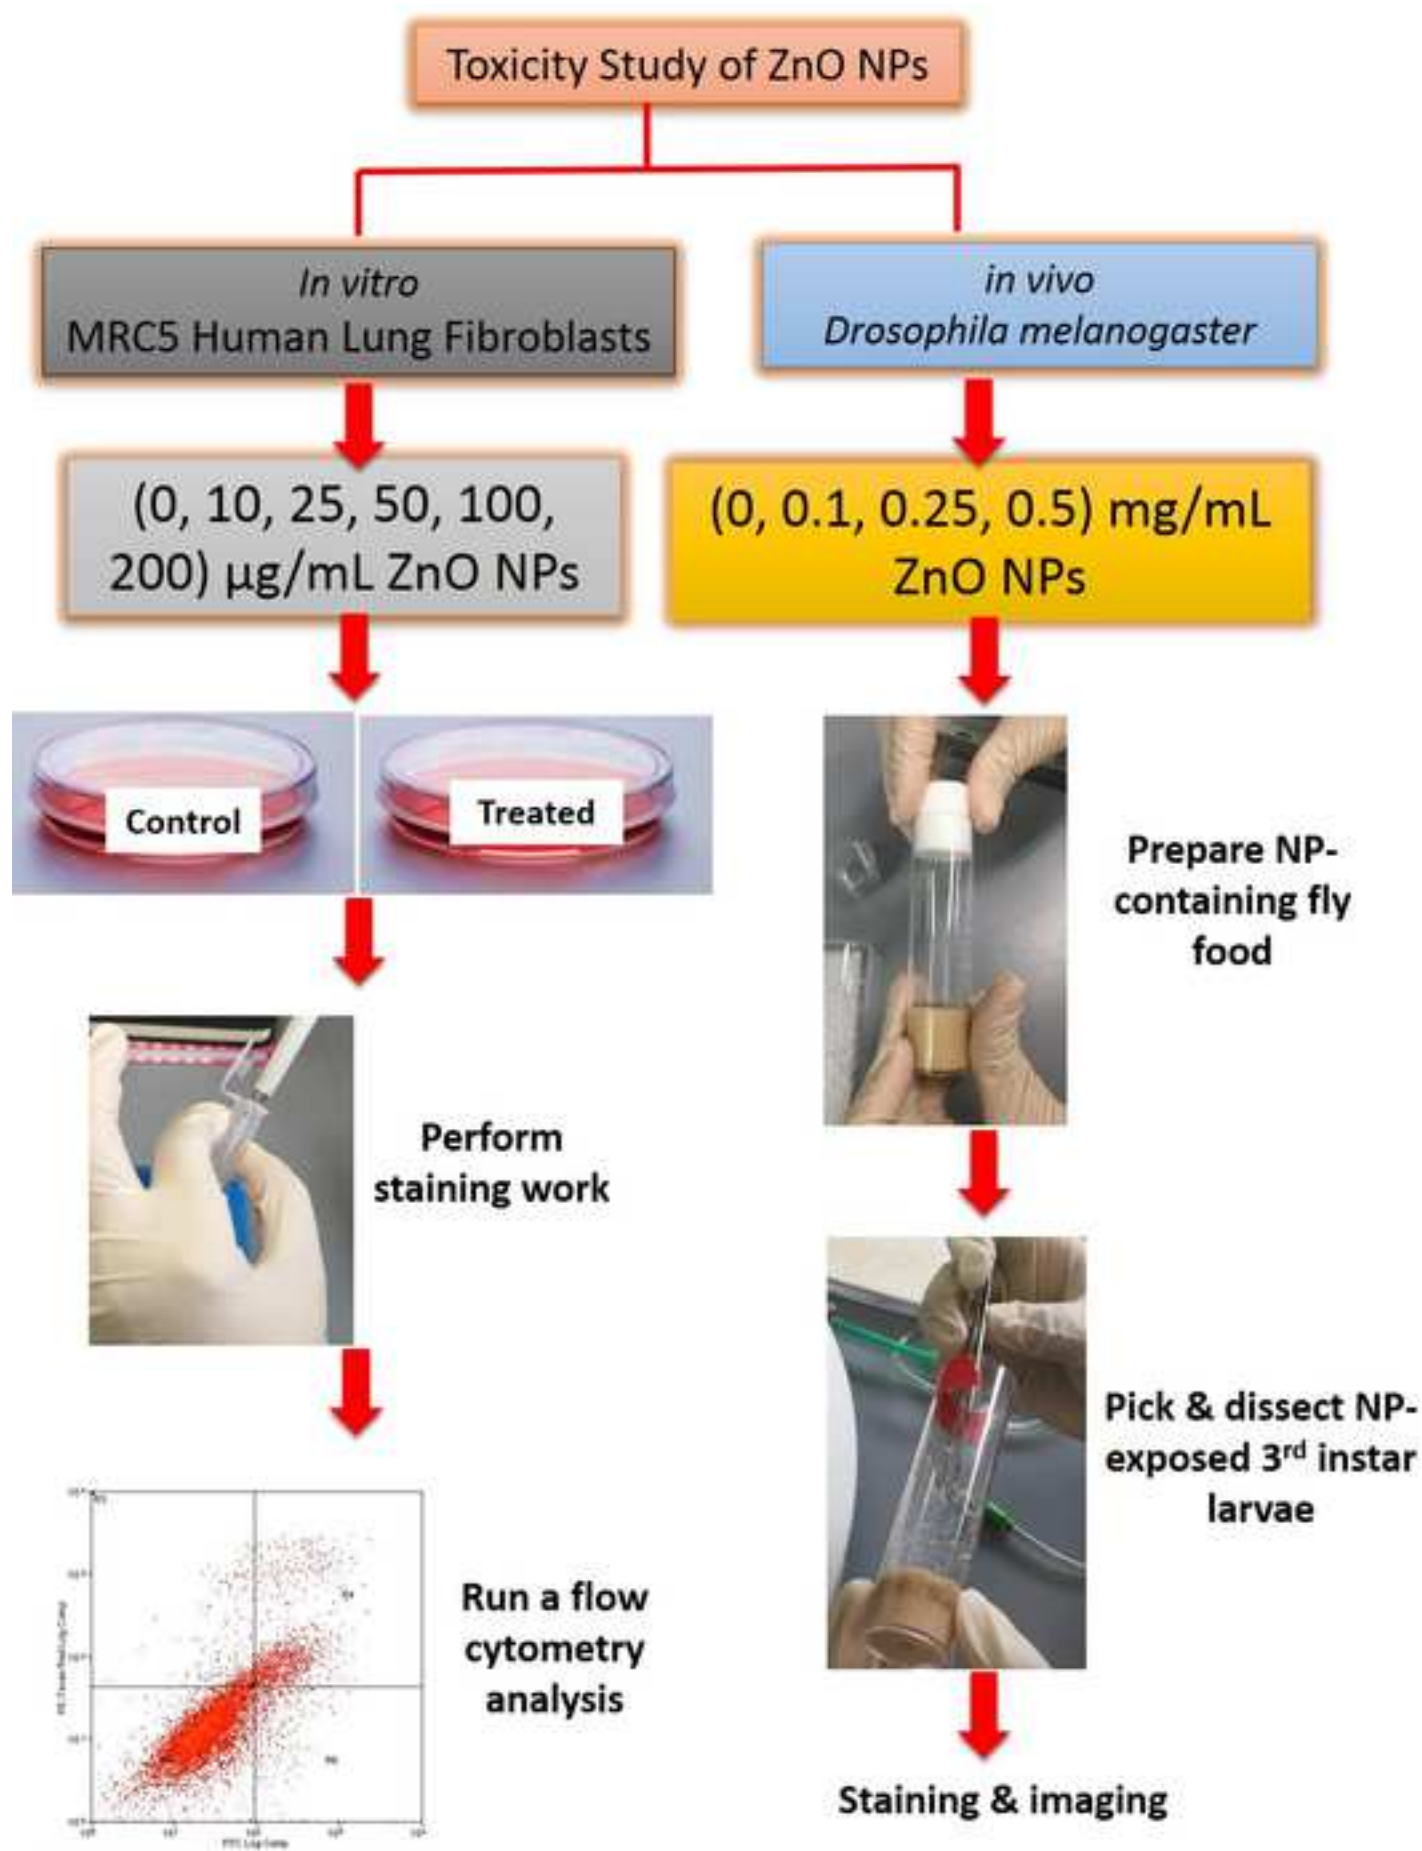 Toxicity Study of ZnO NPs
In vitro
MRC5 Human Lung Fibroblasts
in vivo
Drosophila melanogaster
(0, 10, 25, 50, 100,
200) µg/mL ZnO NPs
(0, 0.1, 0.25, 0.5) mg/mL
ZnO NPs
Control
Treated
Prepare NP-
containing fly
food
Perform
staining work
Pick & dissect NP-
exposed 3rd instar
larvae
Run a flow
cytometry
analysis
Staining & imaging